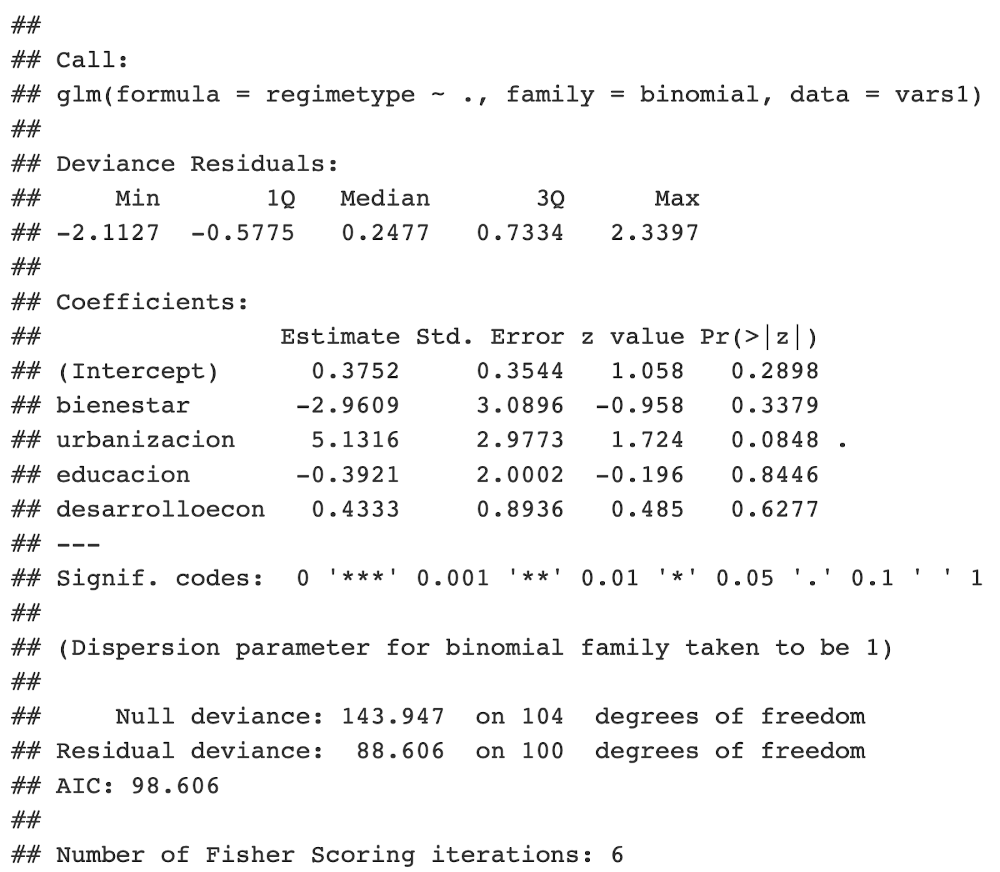 ##
## Call:
## glm(formula = regimetype ~ ., family = binomial, data = vars1)
##
## Deviance Residuals:
##     Min       1Q   Median       3Q      Max
## -2.1127  -0.5775   0.2477   0.7334   2.3397
##
## Coefficients:
##                Estimate Std. Error z value Pr(>|z|)
## (Intercept)      0.3752     0.3544   1.058   0.2898
## bienestar       -2.9609     3.0896  -0.958   0.3379
## urbanizacion     5.1316     2.9773   1.724   0.0848 .
## educacion       -0.3921     2.0002  -0.196   0.8446
## desarrolloecon   0.4333     0.8936   0.485   0.6277
## ---
## Signif. codes:  0 '***' 0.001 '**' 0.01 '*' 0.05 '.' 0.1 ' ' 1
##
## (Dispersion parameter for binomial family taken to be 1)
##
##     Null deviance: 143.947  on 104  degrees of freedom
## Residual deviance:  88.606  on 100  degrees of freedom
## AIC: 98.606
##
## Number of Fisher Scoring iterations: 6